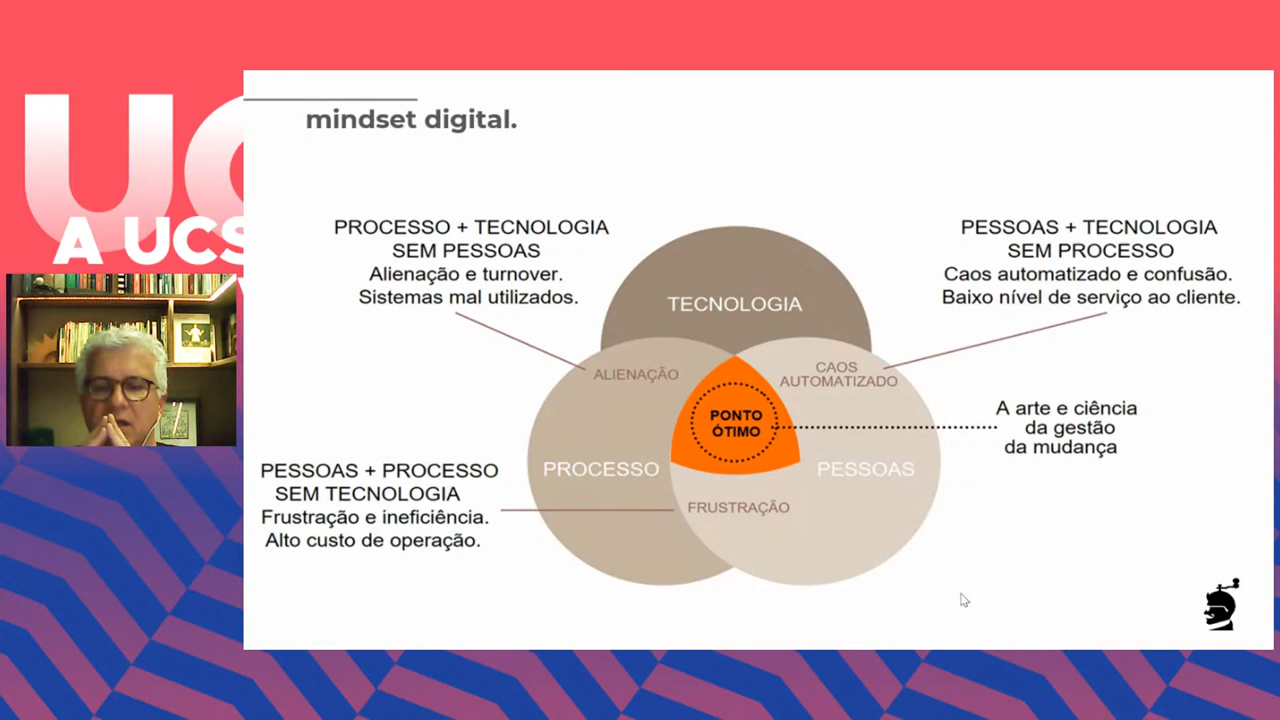 UC
A UCS
mindset digital.
PROCESSO + TECNOLOGIA
SEM PESSOAS
Alienação e turnover.
Sistemas mal utilizados.
PESSOAS + TECNOLOGIA
SEM PROCESSO
Caos automatizado e confusão.
Baixo nível de serviço ao cliente.
TECNOLOGIA
ALIENAÇÃO
CAOS
AUTOMATIZADO
PONTO
ÓTIMO
A arte e ciência
da gestão
da mudança
PROCESSO
PESSOAS
PESSOAS + PROCESSO
SEM TECNOLOGIA
Frustração e ineficiência.
Alto custo de operação.
FRUSTRAÇÃO